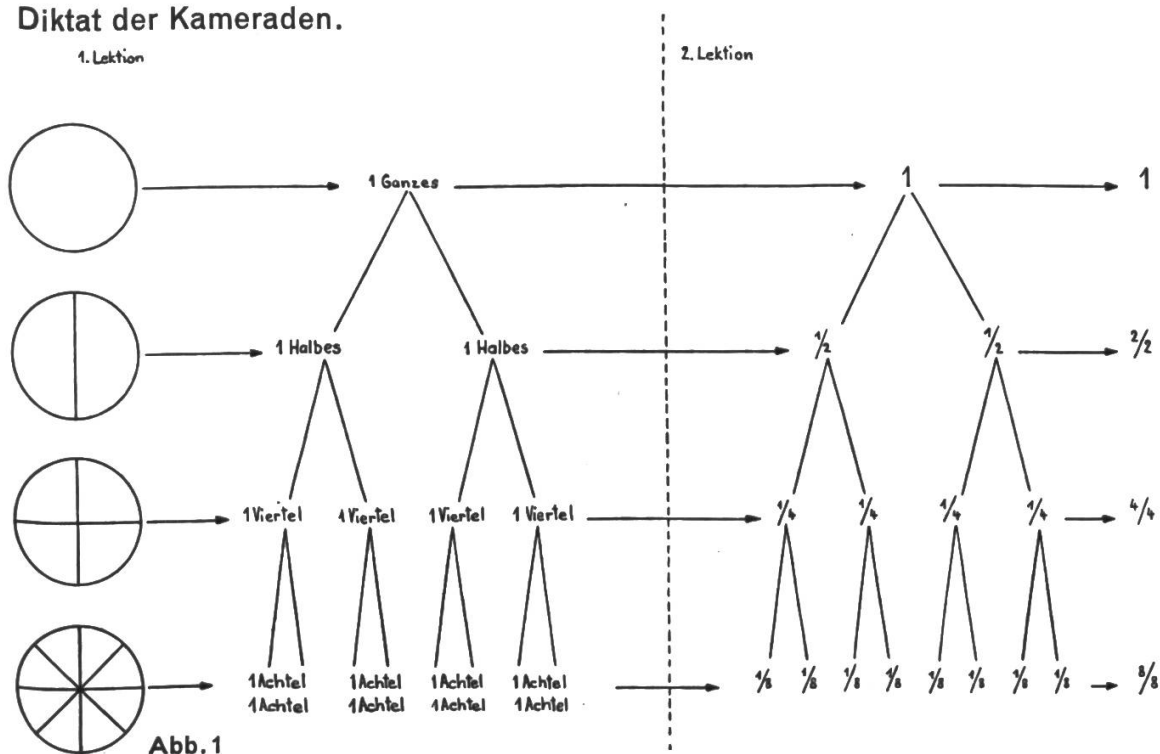 Diktat der Kameraden.
1. Lektion
2. Lektion
1 Ganzes 1 1
1 Halbes 1 Halbes 1/2 1/2 2/2
1 Viertel 1 Viertel 1 Viertel 1 Viertel 1/4 1/4 1/4 1/4 4/4
1 Achtel 1 Achtel 1 Achtel 1 Achtel 1/8 1/8 1/8 1/8 1/8 1/8 1/8 1/8 8/8
1 Achtel 1 Achtel 1 Achtel 1 Achtel
Abb. 1